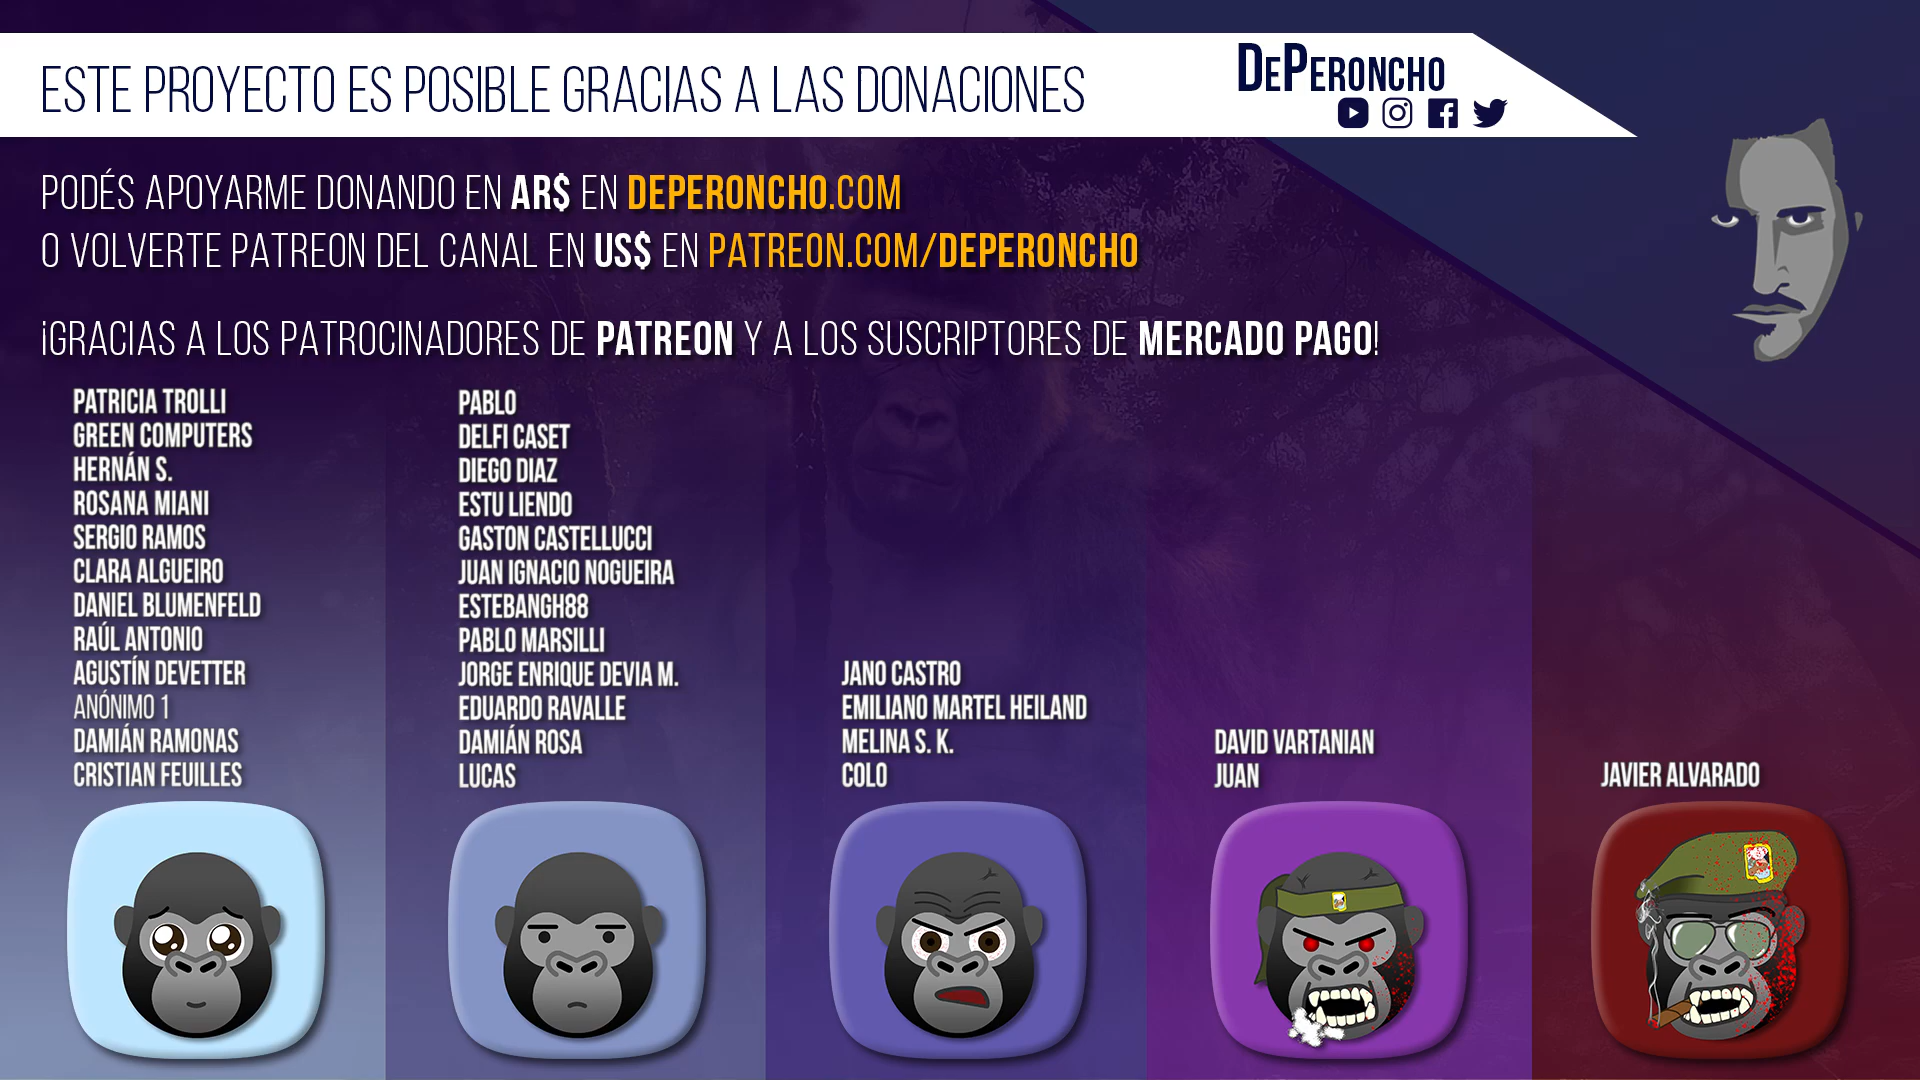 ESTE PROYECTO ES POSIBLE GRACIAS A LAS DONACIONES
DEPERONCHO
PODÉS APOYARME DONANDO EN AR$ EN DEPERONCHO.COM
O VOLVERTE PATREON DEL CANAL EN US$ EN PATREON.COM/DEPERONCHO
¡GRACIAS A LOS PATROCINADORES DE PATREON Y A LOS SUSCRIPTORES DE MERCADO PAGO!
PATRICIA TROLLI
GREEN COMPUTERS
HERNÁN S.
ROSANA MIANI
SERGIO RAMOS
CLARA ALGUEIRO
DANIEL BLUMENFELD
RAÚL ANTONIO
AGUSTÍN DEVETTER
ANÓNIMO 1
DAMIÁN RAMONAS
CRISTIAN FEUILLES
PABLO
DELFI CASET
DIEGO DIAZ
ESTU LIENDO
GASTON CASTELLUCCI
JUAN IGNACIO NOGUEIRA
ESTEBANGH88
PABLO MARSILLI
JORGE ENRIQUE DEVIA M.
EDUARDO RAVALLE
DAMIÁN ROSA
LUCAS
JANO CASTRO
EMILIANO MARTEL HEILAND
MELINA S. K.
COLO
DAVID VARTANIAN
JUAN
JAVIER ALVARADO